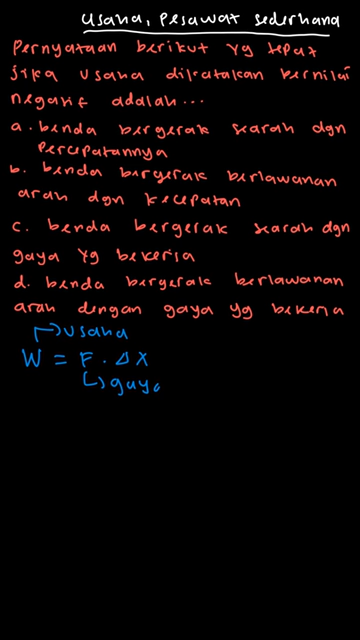 usaha, pesawat sederhana
Pernyataan berikut yg tepat
jika usaha dikatakan bernilai
negatif adalah...
a. benda bergerak searah dgn
percepatannya
b. benda bergerak berlawanan
arah dgn kecepatan
c. benda bergerak searah dgn
gaya yg bekerja
d. benda bergerak berlawanan
arah dengan gaya yg bekerja
usaha
W = F . Δ X
gaya